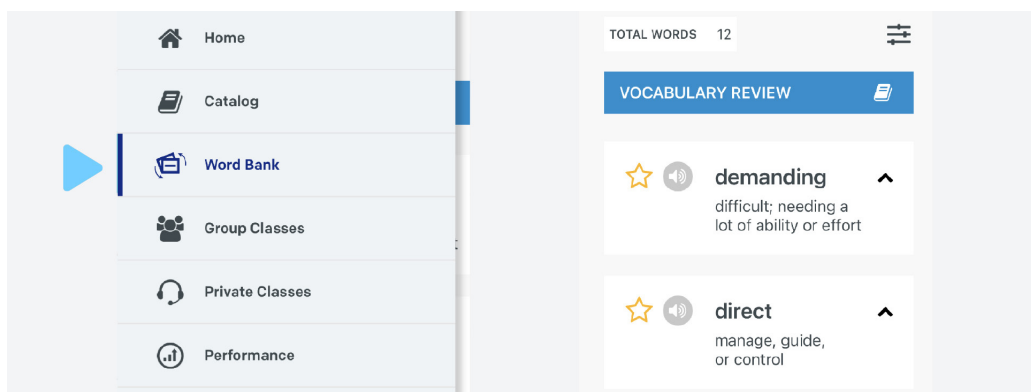 Home
Catalog
Word Bank
Group Classes
Private Classes
Performance
TOTAL WORDS 12
VOCABULARY REVIEW
demanding
difficult; needing a
lot of ability or effort
direct
manage, guide,
or control